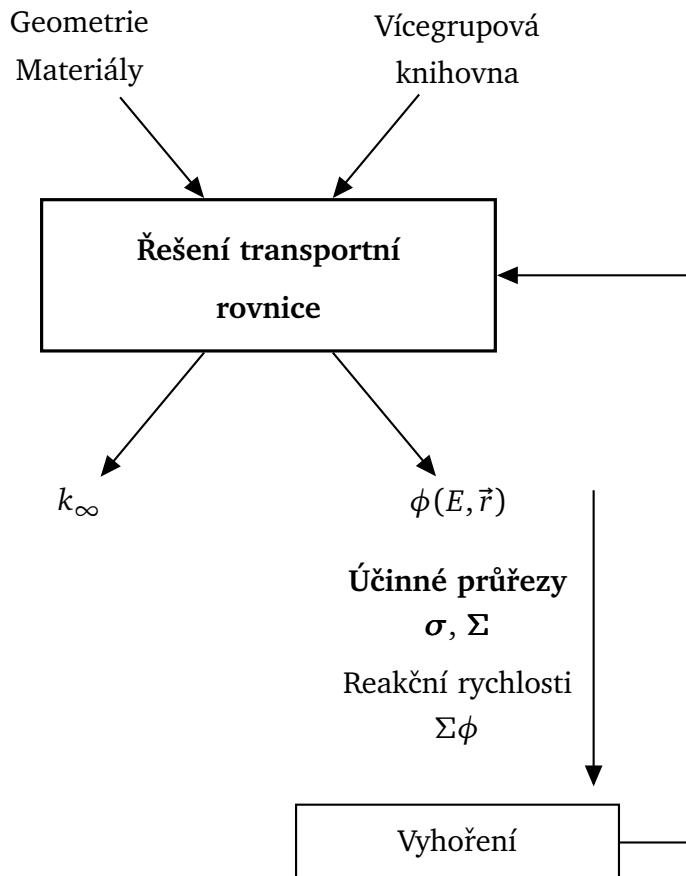 Geometrie
Materiály
Vícegrupová
knihovna
Řešení transportní
rovnice
k∞
ϕ(E, r⃗)
Účinné průřezy
σ, Σ
Reakční rychlosti
Σϕ
Vyhoření